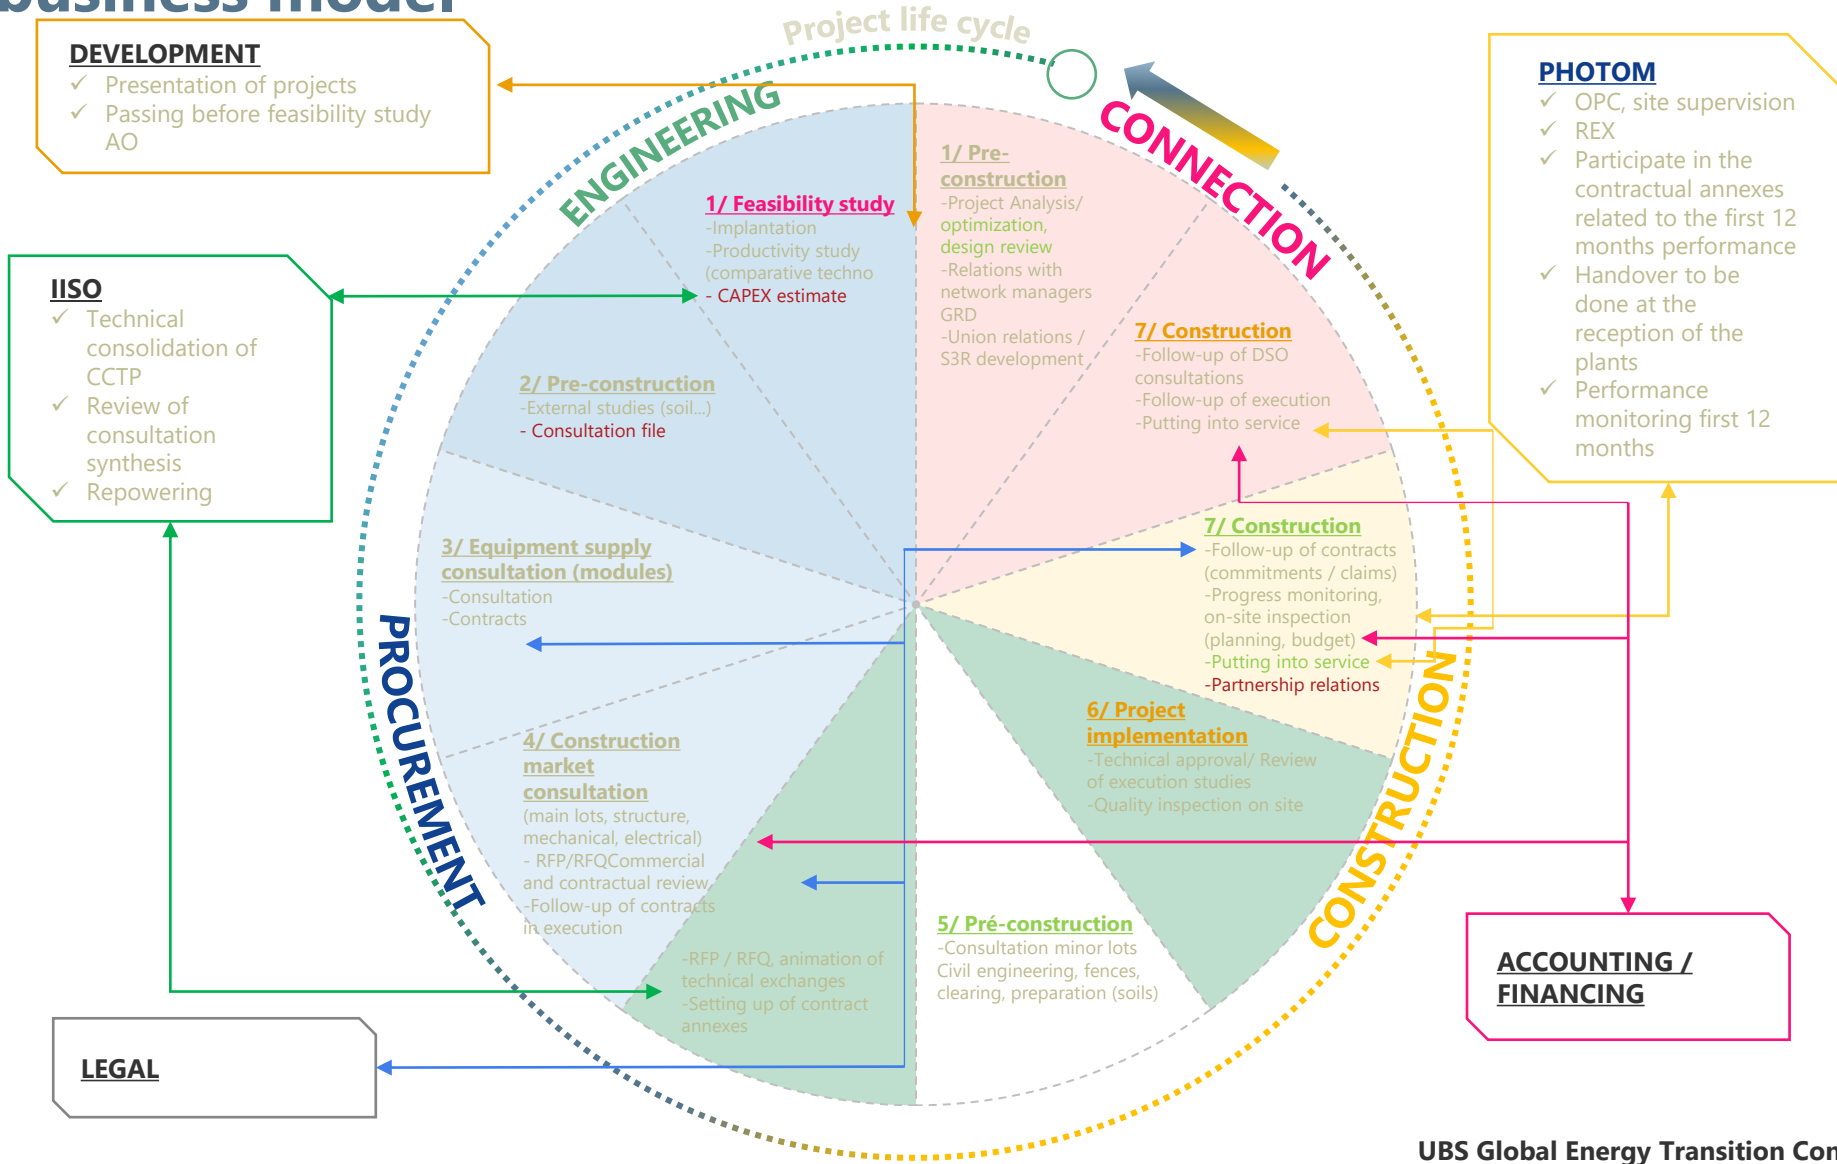 business model
Project life cycle
DEVELOPMENT
✓ Presentation of projects
✓ Passing before feasibility study
AO
IISO
✓ Technical
consolidation of
CCTP
✓ Review of
consultation
synthesis
✓ Repowering
LEGAL
ENGINEERING
1/ Feasibility study
-Implantation
-Productivity study
(comparative techno
- CAPEX estimate
2/ Pre-construction
-External studies (soil...)
- Consultation file
PROCUREMENT
3/ Equipment supply
consultation (modules)
-Consultation
-Contracts
4/ Construction
market
consultation
(main lots, structure,
mechanical, electrical)
- RFP/RFQCommercial
and contractual review
-Follow-up of contracts
in execution
-RFP / RFQ, animation of
technical exchanges
-Setting up of contract
annexes
CONNECTION
1/ Pre-
construction
-Project Analysis/
optimization,
design review
-Relations with
network managers
GRD
-Union relations /
S3R development
7/ Construction
-Follow-up of DSO
consultations
-Follow-up of execution
-Putting into service
CONSTRUCTION
7/ Construction
-Follow-up of contracts
(commitments / claims)
-Progress monitoring,
on-site inspection
(planning, budget)
-Putting into service
-Partnership relations
6/ Project
implementation
-Technical approval/ Review
of execution studies
-Quality inspection on site
5/ Pré-construction
-Consultation minor lots
Civil engineering, fences,
clearing, preparation (soils)
PHOTOM
✓ OPC, site supervision
✓ REX
✓ Participate in the
contractual annexes
related to the first 12
months performance
✓ Handover to be
done at the
reception of the
plants
✓ Performance
monitoring first 12
months
ACCOUNTING /
FINANCING
UBS Global Energy Transition Con